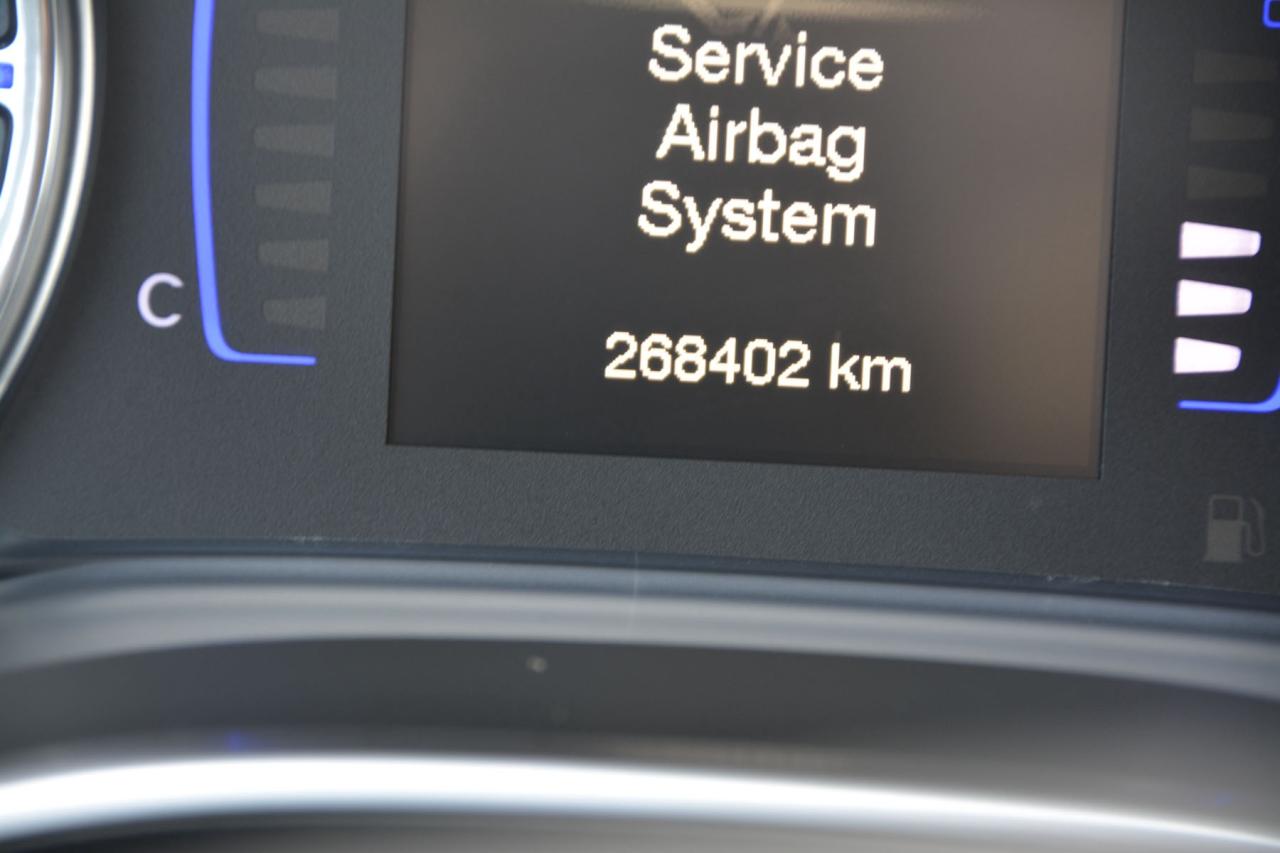 Service
Airbag
System
268402 km
C